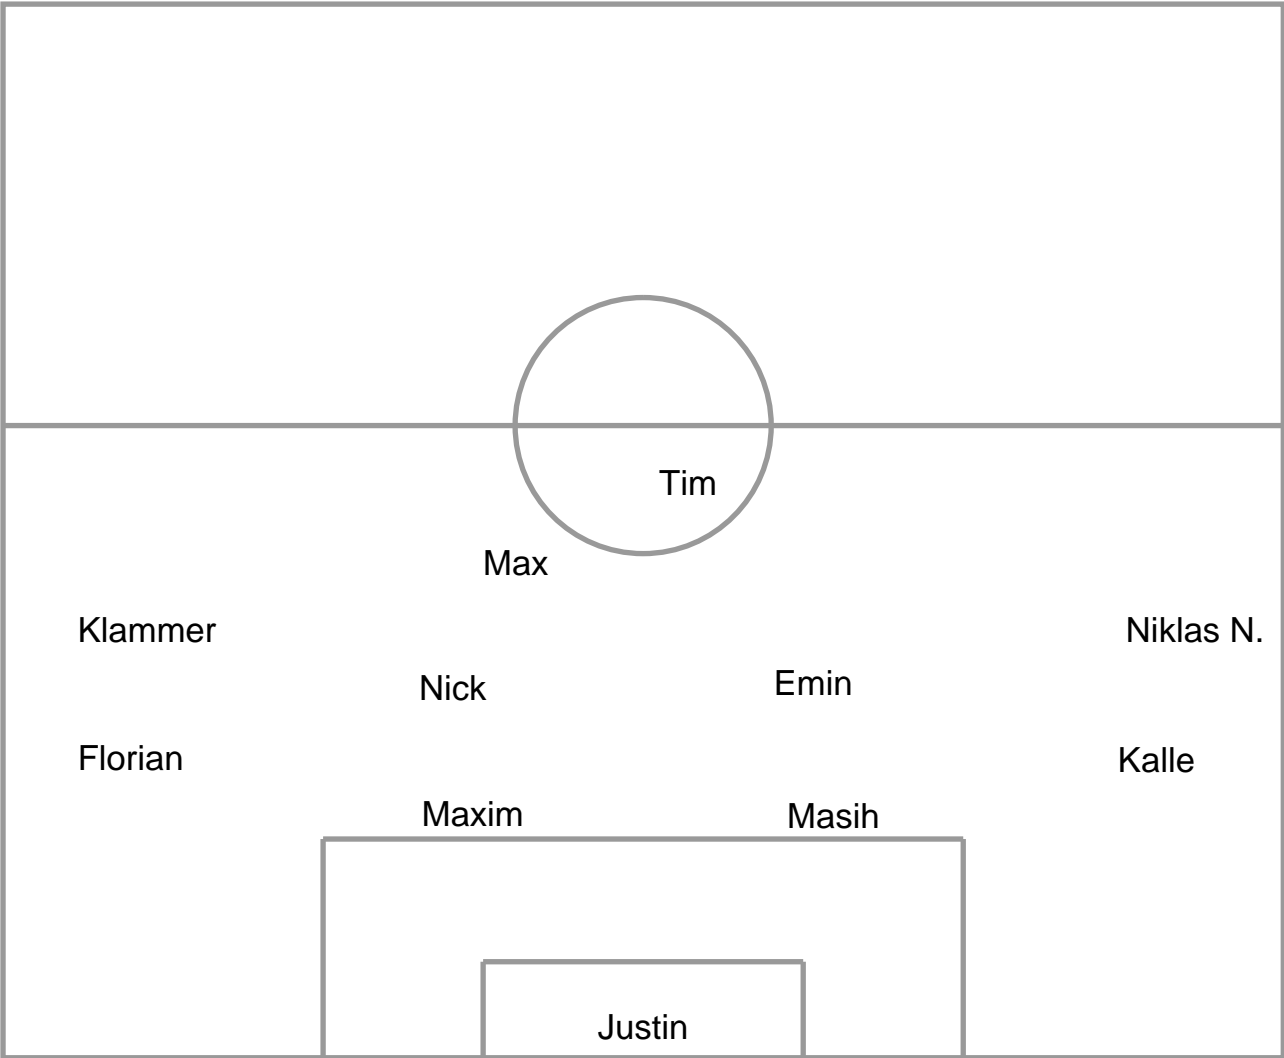 Tim
Max
Klammer
Niklas N.
Nick
Emin
Florian
Kalle
Maxim
Masih
Justin